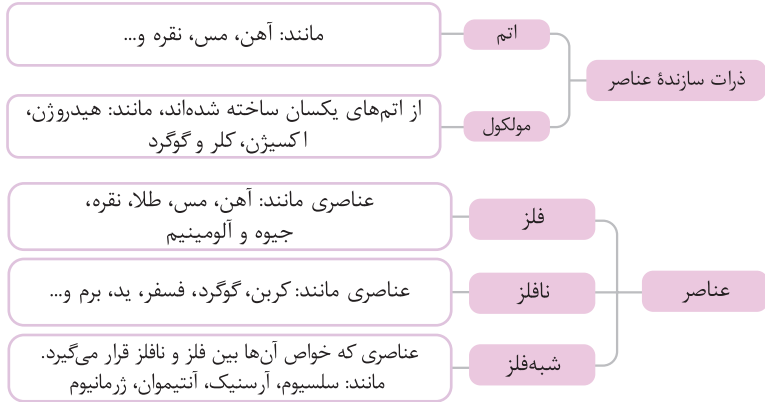 ذرات سازندهٔ عناصر
اتم
مانند: آهن، مس، نقره و...
مولکول
از اتم‌های یکسان ساخته شده‌اند، مانند: هیدروژن،
اکسیژن، کلر و گوگرد
عناصر
فلز
عناصری مانند: آهن، مس، طلا، نقره،
جیوه و آلومینیم
نافلز
عناصری مانند: کربن، گوگرد، فسفر، ید، برم و...
شبه‌فلز
عناصری که خواص آن‌ها بین فلز و نافلز قرار می‌گیرد.
مانند: سلسیوم، آرسنیک، آنتیموان، ژرمانیوم